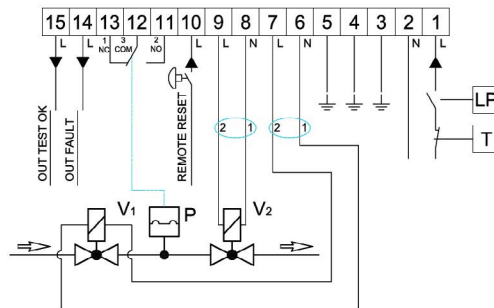 15 14 13 12 11 10 9 8 7 6 5 4 3 2 1
L L 1 NC 3 COM 2 NO L L N L N N L
OUT TEST OK
OUT FAULT
REMOTE RESET
2 1 2 1
LP
T
V1 P V2